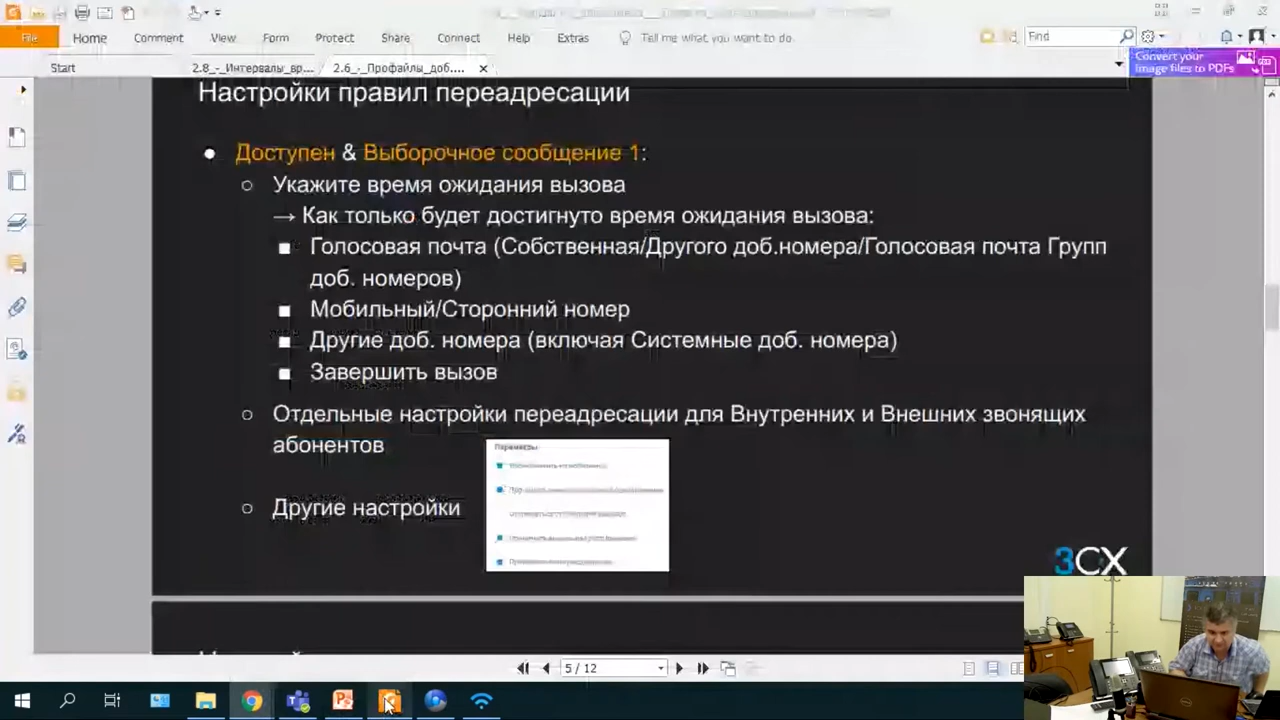 File Home Comment View Form Protect Share Connect Help Extras Tell me what you want to do. Find
Convert your
image files to PDFs
Start 2.8_-_Интервалы_вр... 2.6_-_Профайлы_доб....
Настройки правил переадресации
Доступен & Выборочное сообщение 1:
Укажите время ожидания вызова
→ Как только будет достигнуто время ожидания вызова:
Голосовая почта (Собственная/Другого доб.номера/Голосовая почта Групп
доб. номеров)
Мобильный/Сторонний номер
Другие доб. номера (включая Системные доб. номера)
Завершить вызов
Отдельные настройки переадресации для Внутренних и Внешних звонящих
абонентов
Параметры
Другие настройки
3CX
5 / 12